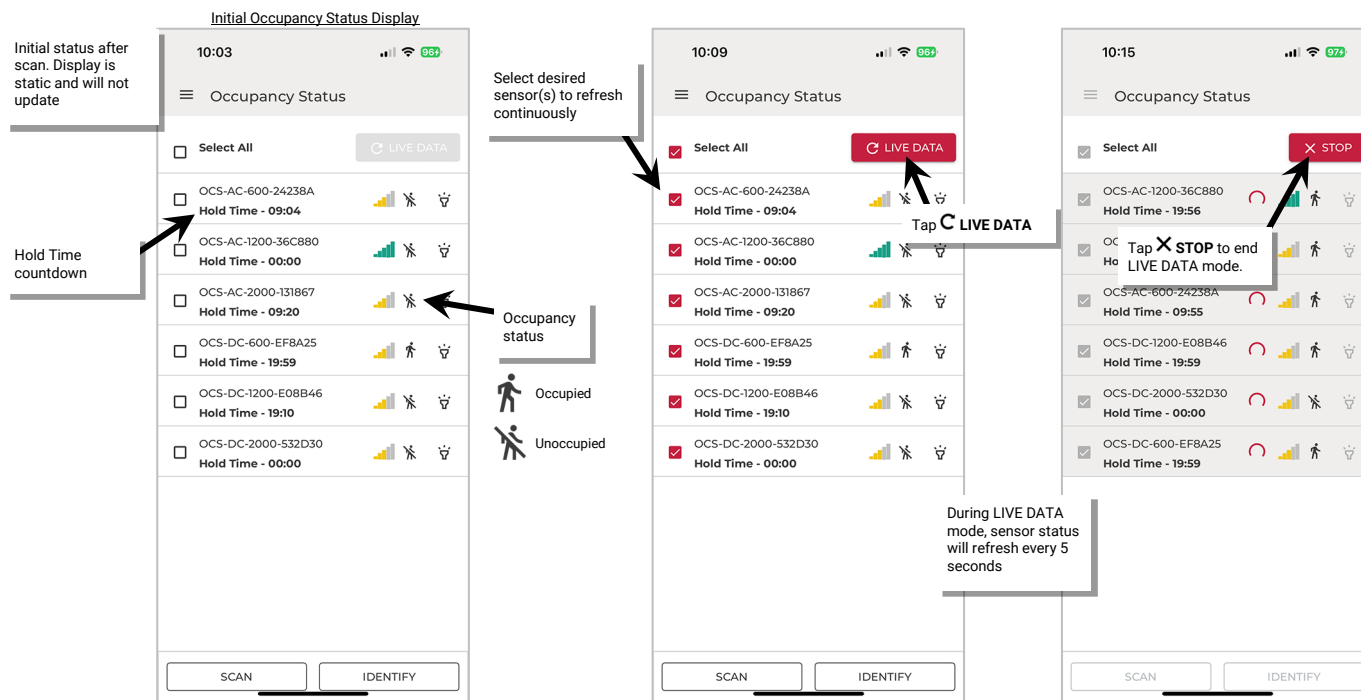 Initial Occupancy Status Display
Initial status after
scan. Display is
static and will not
update
Hold Time
countdown
10:03
96
Occupancy Status
Select All
LIVE DATA
OCS-AC-600-24238A
Hold Time - 09:04
OCS-AC-1200-36C880
Hold Time - 00:00
OCS-AC-2000-131867
Hold Time - 09:20
OCS-DC-600-EF8A25
Hold Time - 19:59
OCS-DC-1200-E08B46
Hold Time - 19:10
OCS-DC-2000-532D30
Hold Time - 00:00
SCAN
IDENTIFY
Select desired
sensor(s) to refresh
continuously
Occupancy
status
Occupied
Unoccupied
10:09
96
Occupancy Status
Select All
LIVE DATA
OCS-AC-600-24238A
Hold Time - 09:04
Tap LIVE DATA
OCS-AC-1200-36C880
Hold Time - 00:00
OCS-AC-2000-131867
Hold Time - 09:20
OCS-DC-600-EF8A25
Hold Time - 19:59
OCS-DC-1200-E08B46
Hold Time - 19:10
OCS-DC-2000-532D30
Hold Time - 00:00
SCAN
IDENTIFY
During LIVE DATA
mode, sensor status
will refresh every 5
seconds
10:15
97
Occupancy Status
Select All
STOP
OCS-AC-1200-36C880
Hold Time - 19:56
Tap STOP to end
LIVE DATA mode.
OCS-AC-600-24238A
Hold Time - 09:55
OCS-DC-1200-E08B46
Hold Time - 19:59
OCS-DC-2000-532D30
Hold Time - 00:00
OCS-DC-600-EF8A25
Hold Time - 19:59
SCAN
IDENTIFY